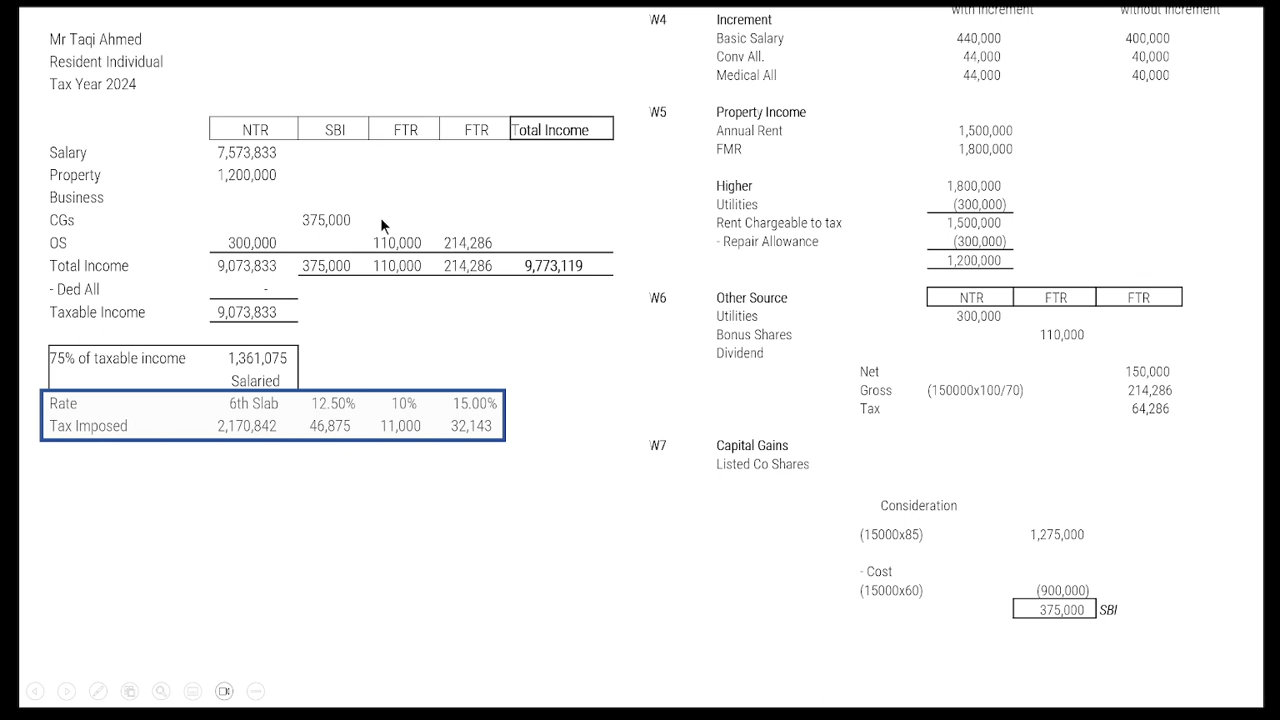 Mr Taqi Ahmed
Resident Individual
Tax Year 2024
NTR SBI FTR FTR Total Income
Salary 7,573,833
Property 1,200,000
Business
CGs 375,000
OS 300,000 110,000 214,286
Total Income 9,073,833 375,000 110,000 214,286 9,773,119
- Ded All -
Taxable Income 9,073,833
75% of taxable income 1,361,075
Salaried
Rate 6th Slab 12.50% 10% 15.00%
Tax Imposed 2,170,842 46,875 11,000 32,143
with increment without increment
W4 Increment
Basic Salary 440,000 400,000
Conv All. 44,000 40,000
Medical All 44,000 40,000
W5 Property Income
Annual Rent 1,500,000
FMR 1,800,000
Higher 1,800,000
Utilities (300,000)
Rent Chargeable to tax 1,500,000
- Repair Allowance (300,000)
1,200,000
W6 Other Source NTR FTR FTR
Utilities 300,000
Bonus Shares 110,000
Dividend
Net 150,000
Gross (150000x100/70) 214,286
Tax 64,286
W7 Capital Gains
Listed Co Shares
Consideration
(15000x85) 1,275,000
- Cost
(15000x60) (900,000)
375,000 SBI